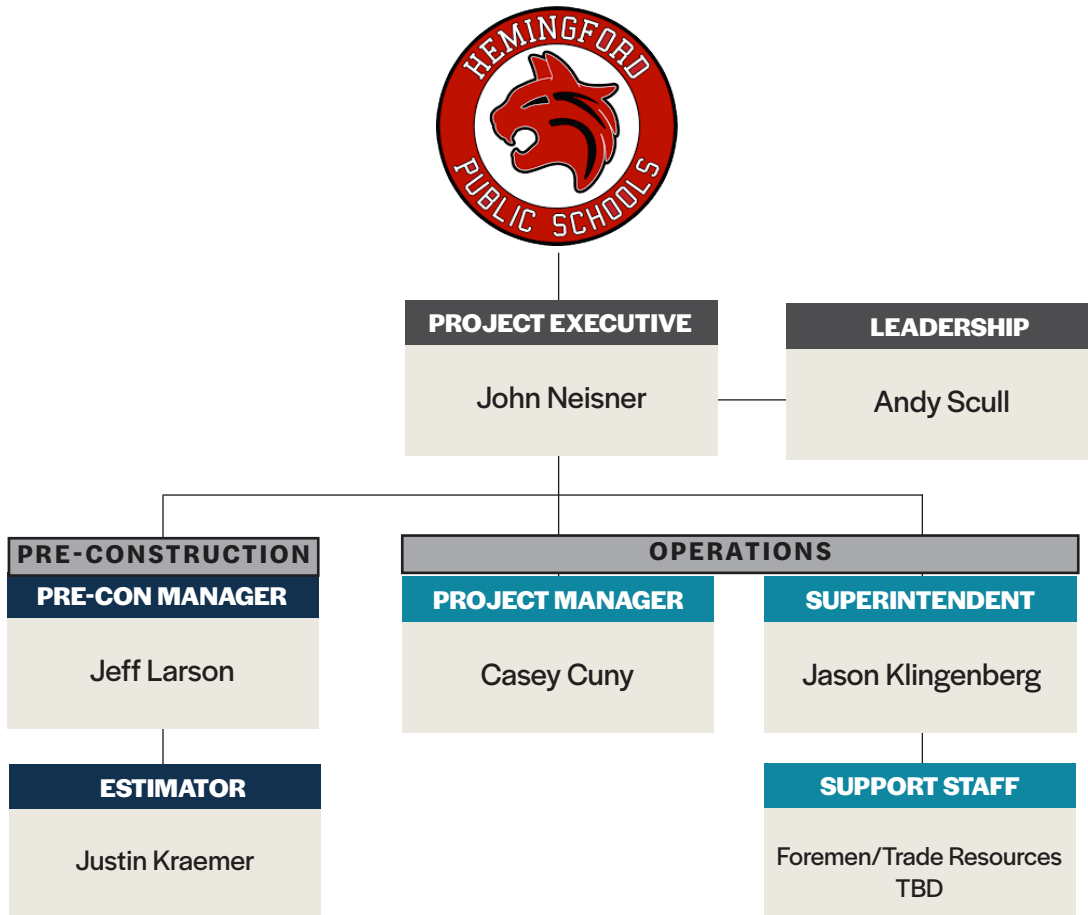 HEMINGFORD
PUBLIC SCHOOLS
PROJECT EXECUTIVE
John Neisner
LEADERSHIP
Andy Scull
PRE-CONSTRUCTION
PRE-CON MANAGER
Jeff Larson
ESTIMATOR
Justin Kraemer
OPERATIONS
PROJECT MANAGER
Casey Cuny
SUPERINTENDENT
Jason Klingenberg
SUPPORT STAFF
Foremen/Trade Resources
TBD